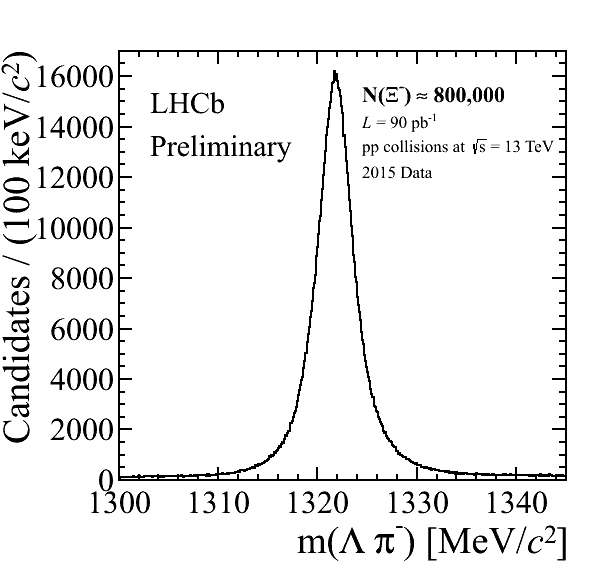 Candidates / (100 keV/c²)
16000
14000
12000
10000
8000
6000
4000
2000
0
LHCb
Preliminary
N(Ξ⁻) ≈ 800,000
L = 90 pb⁻¹
pp collisions at √s = 13 TeV
2015 Data
1300 1310 1320 1330 1340
m(Λ π⁻) [MeV/c²]